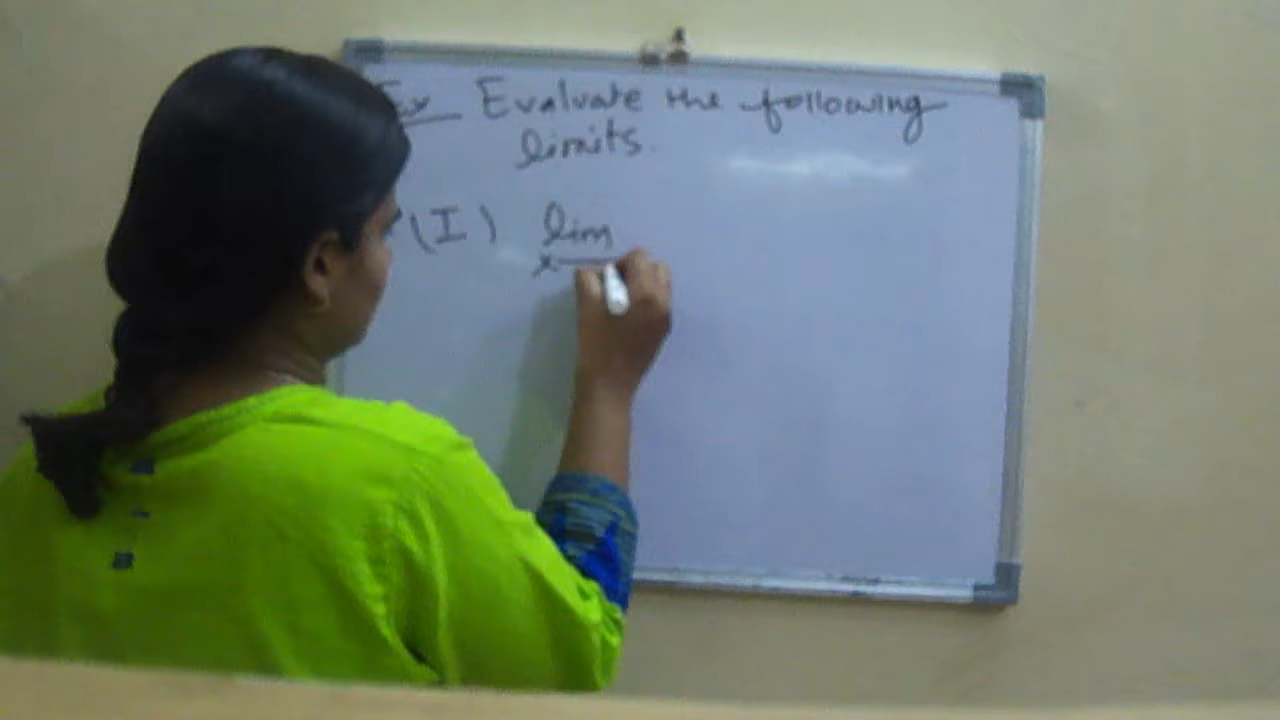 Ex Evaluate the following
limits.
(I) lim
x—